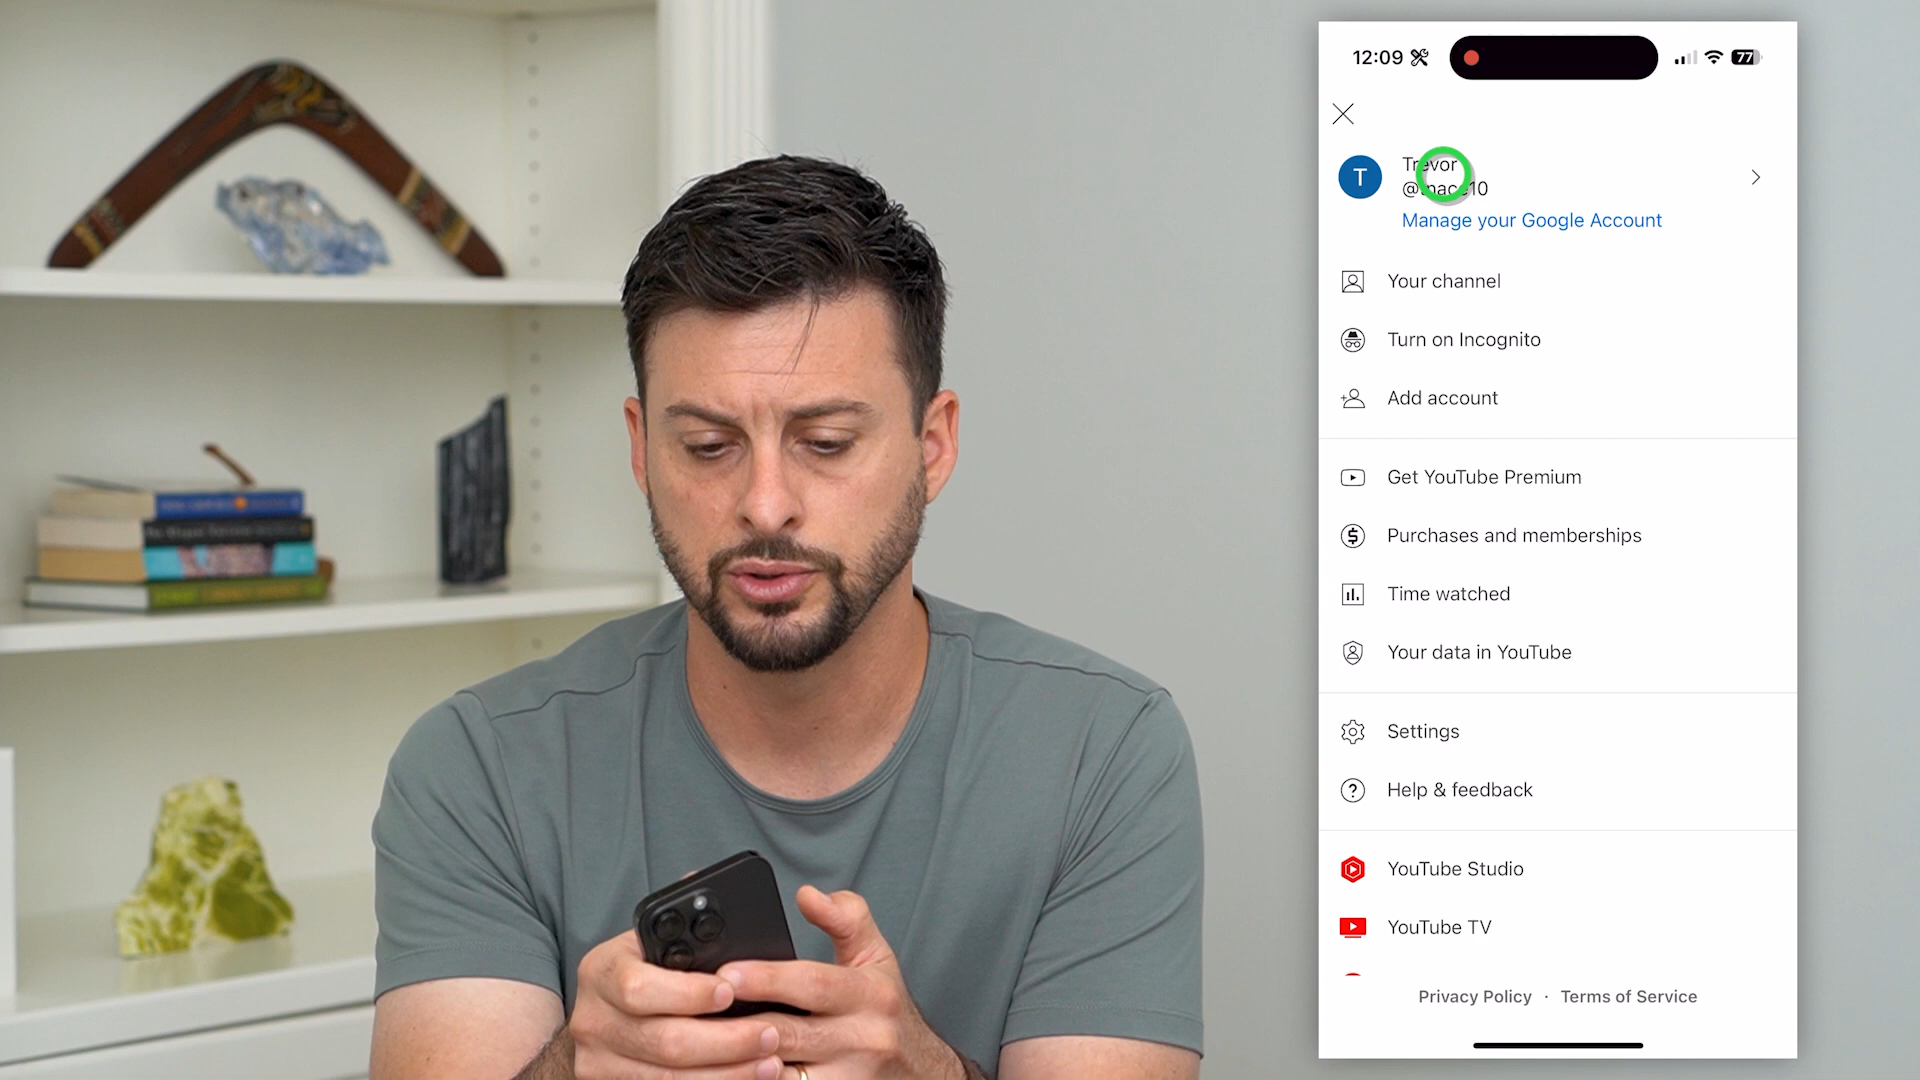 12:09
77
Trevor
T
Manage your Google Account
Your channel
Turn on Incognito
Add account
Get YouTube Premium
Purchases and memberships
Time watched
Your data in YouTube
Settings
Help & feedback
YouTube Studio
YouTube TV
Privacy Policy · Terms of Service